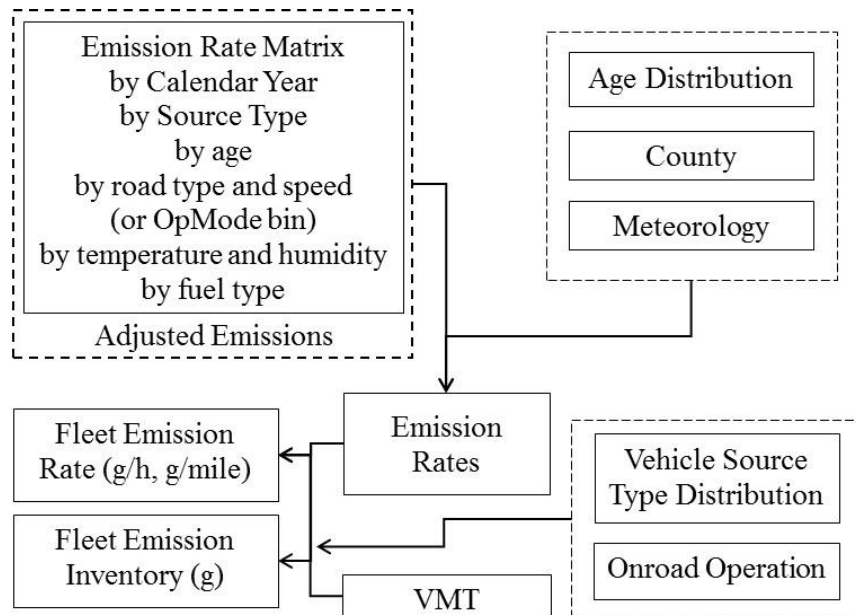 Emission Rate Matrix
by Calendar Year
by Source Type
by age
by road type and speed
(or OpMode bin)
by temperature and humidity
by fuel type
Adjusted Emissions
Age Distribution
County
Meteorology
Emission
Rates
Fleet Emission
Rate (g/h, g/mile)
Fleet Emission
Inventory (g)
VMT
Vehicle Source
Type Distribution
Onroad Operation